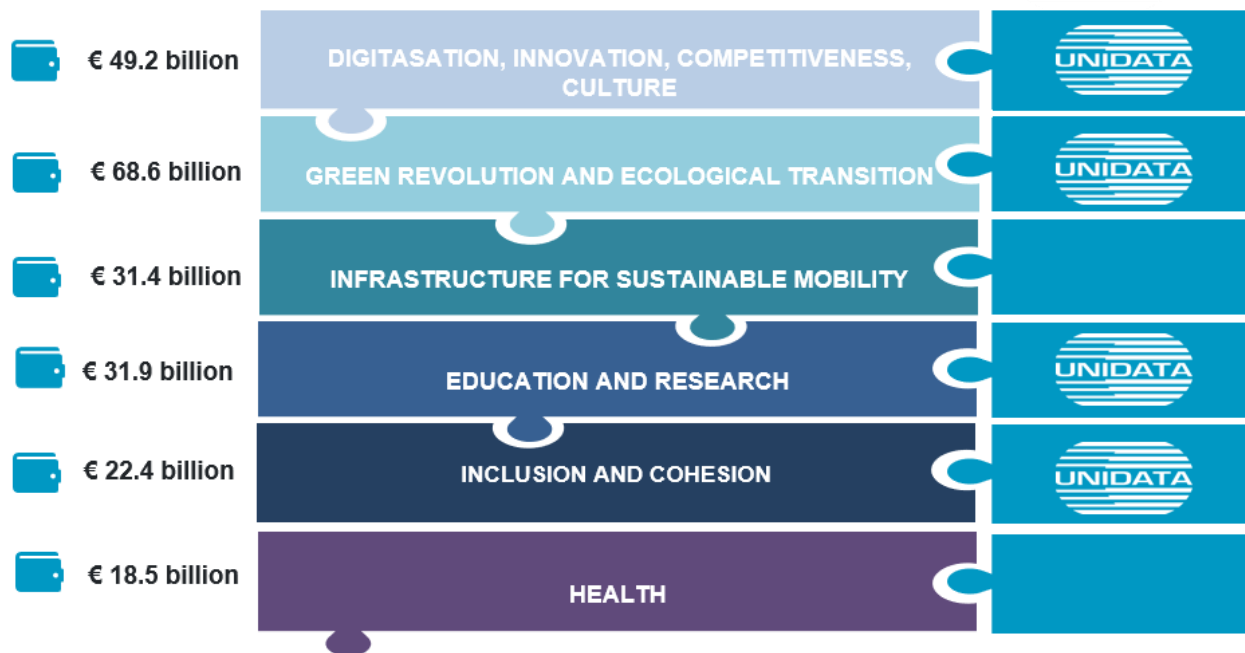 € 49.2 billion
DIGITASATION, INNOVATION, COMPETITIVENESS,
CULTURE
UNIDATA
€ 68.6 billion
GREEN REVOLUTION AND ECOLOGICAL TRANSITION
UNIDATA
€ 31.4 billion
INFRASTRUCTURE FOR SUSTAINABLE MOBILITY
€ 31.9 billion
EDUCATION AND RESEARCH
UNIDATA
€ 22.4 billion
INCLUSION AND COHESION
UNIDATA
€ 18.5 billion
HEALTH